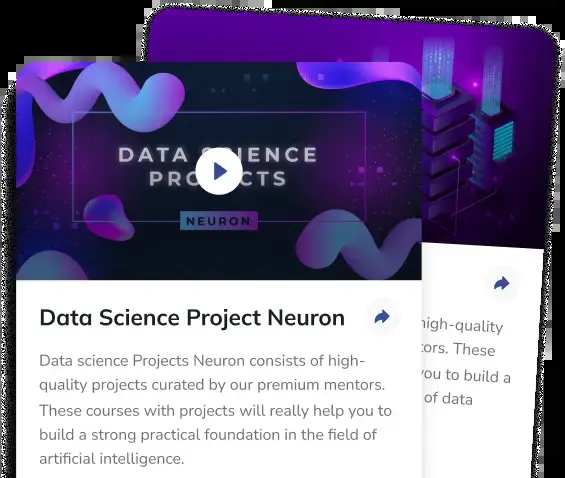 DATA SCIENCE
PROJECTS
NEURON
Data Science Project Neuron
Data science Projects Neuron consists of high-
quality projects curated by our premium mentors.
These courses with projects will really help you to
build a strong practical foundation in the field of
artificial intelligence.
high-quality
These
you to build a
of data